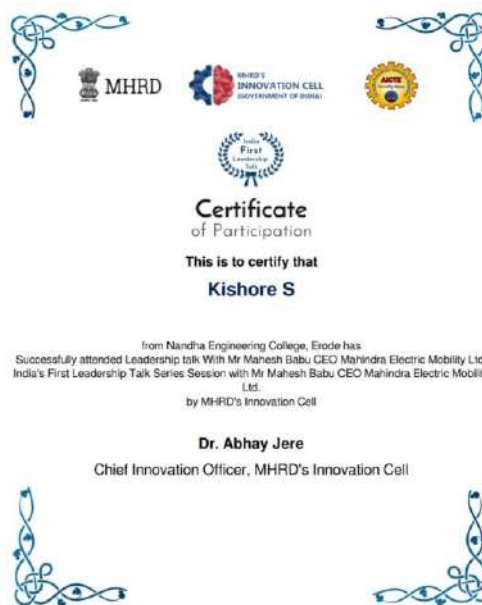 MHRD
MHRD'S
INNOVATION CELL
(GOVERNMENT OF INDIA)
AICTE
India
First
Leadership
Talk
Certificate
of Participation
This is to certify that
Kishore S
from Nandha Engineering College, Erode has
Successfully attended Leadership talk With Mr Mahesh Babu CEO Mahindra Electric Mobility Ltd
India's First Leadership Talk Series Session with Mr Mahesh Babu CEO Mahindra Electric Mobility
Ltd.
by MHRD's Innovation Cell
Dr. Abhay Jere
Chief Innovation Officer, MHRD's Innovation Cell